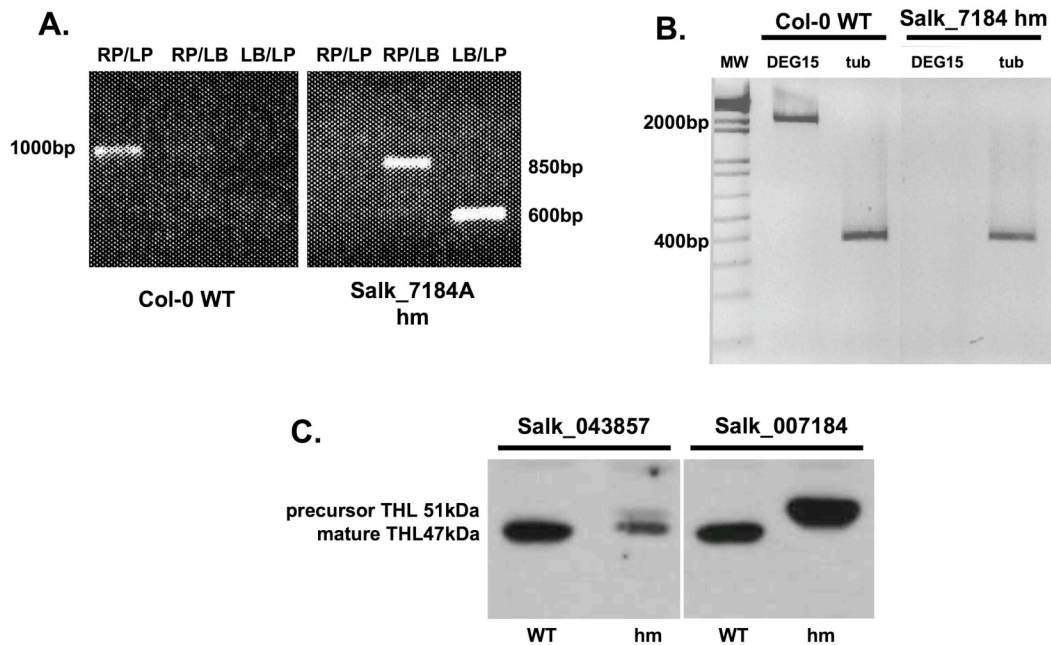 A.
RP/LP RP/LB LB/LP RP/LP RP/LB LB/LP
1000bp
850bp
600bp
Col-0 WT
Salk_7184A
hm
B.
Col-0 WT Salk_7184 hm
MW DEG15 tub DEG15 tub
2000bp
400bp
C.
Salk_043857 Salk_007184
precursor THL 51kDa
mature THL47kDa
WT hm WT hm